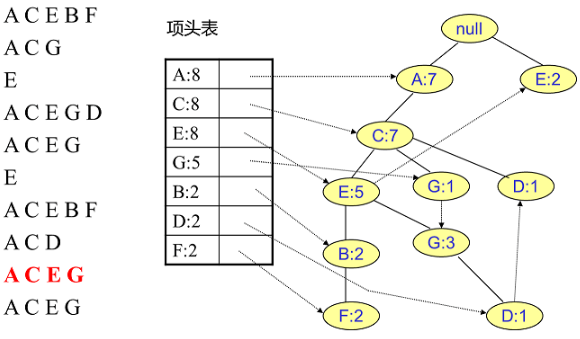 A C E B F
A C G
E
A C E G D
A C E G
E
A C E B F
A C D
A C E G
A C E G
项头表
A:8
C:8
E:8
G:5
B:2
D:2
F:2
null
A:7
E:2
C:7
E:5
G:1
D:1
G:3
B:2
F:2
D:1